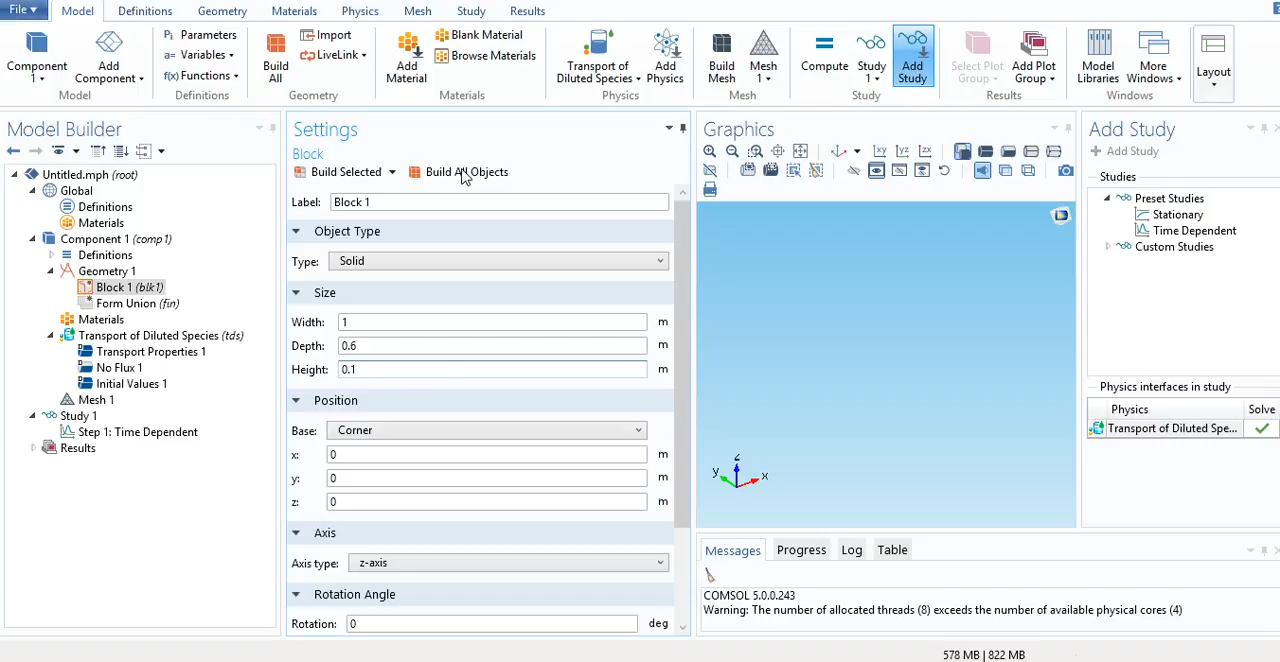 File
Model
Definitions
Geometry
Materials
Physics
Mesh
Study
Results
Component
1
Add
Component
Model
Pi Parameters
a= Variables
f(x) Functions
Definitions
Build
All
Import
LiveLink
Geometry
Add
Material
Blank Material
Browse Materials
Materials
Transport of
Diluted Species
Add
Physics
Physics
Build
Mesh
Mesh
1
Mesh
Compute
Study
1
Add
Study
Study
Select Plot
Group
Add Plot
Group
Results
Model
Libraries
More
Windows
Windows
Layout
Model Builder
Untitled.mph (root)
Global
Definitions
Materials
Component 1 (comp1)
Definitions
Geometry 1
Block 1 (blk1)
Form Union (fin)
Materials
Transport of Diluted Species (tds)
Transport Properties 1
No Flux 1
Initial Values 1
Mesh 1
Study 1
Step 1: Time Dependent
Results
Settings
Block
Build Selected
Build All Objects
Label: Block 1
Object Type
Type: Solid
Size
Width: 1 m
Depth: 0.6 m
Height: 0.1 m
Position
Base: Corner
x: 0 m
y: 0 m
z: 0 m
Axis
Axis type: z-axis
Rotation Angle
Rotation: 0 deg
Graphics
xy yz zx
z
y
x
Messages
Progress
Log
Table
COMSOL 5.0.0.243
Warning: The number of allocated threads (8) exceeds the number of available physical cores (4)
Add Study
Add Study
Studies
Preset Studies
Stationary
Time Dependent
Custom Studies
Physics interfaces in study
Physics Solve
Transport of Diluted Spe...
578 MB | 822 MB